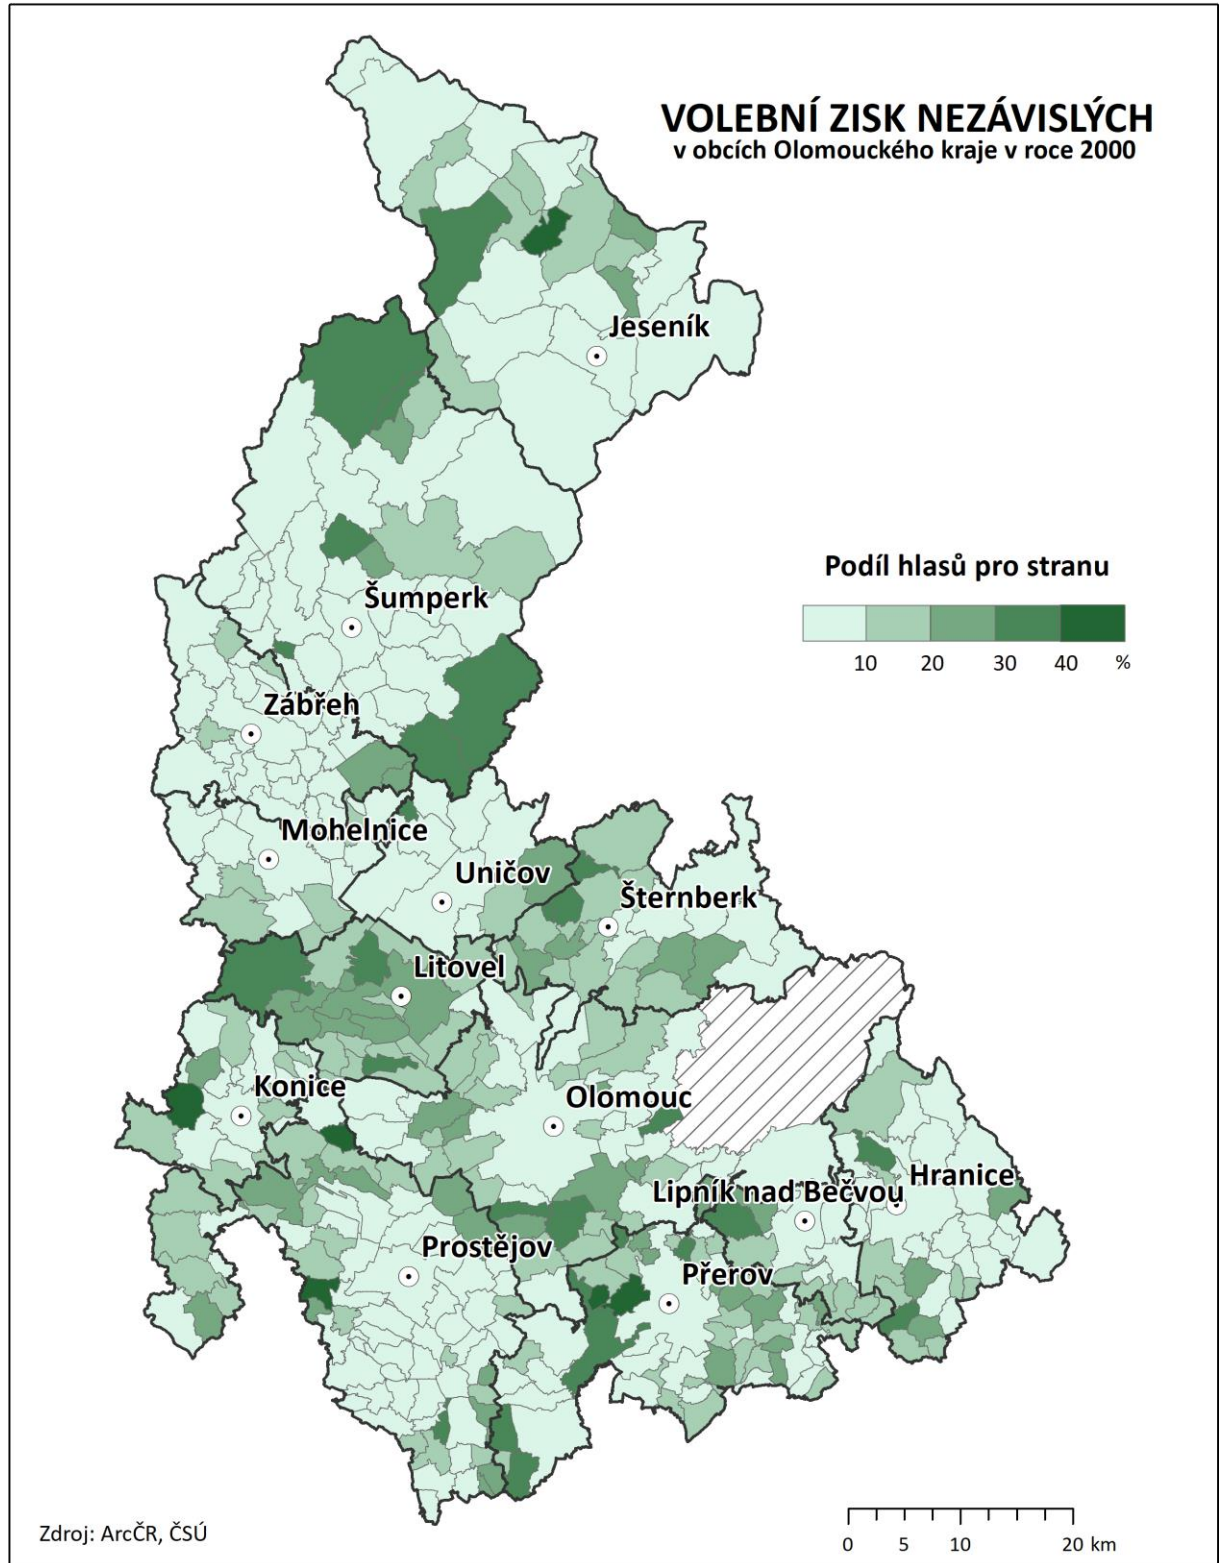 VOLEBNÍ ZISK NEZÁVISLÝCH
v obcích Olomouckého kraje v roce 2000
Jeseník
Podíl hlasů pro stranu
10 20 30 40 %
Šumperk
Zábřeh
Mohelnice
Uničov
Šternberk
Litovel
Konice
Olomouc
Hranice
Lipník nad Bečvou
Prostějov
Přerov
Zdroj: ArcČR, ČSÚ
0 5 10 20 km